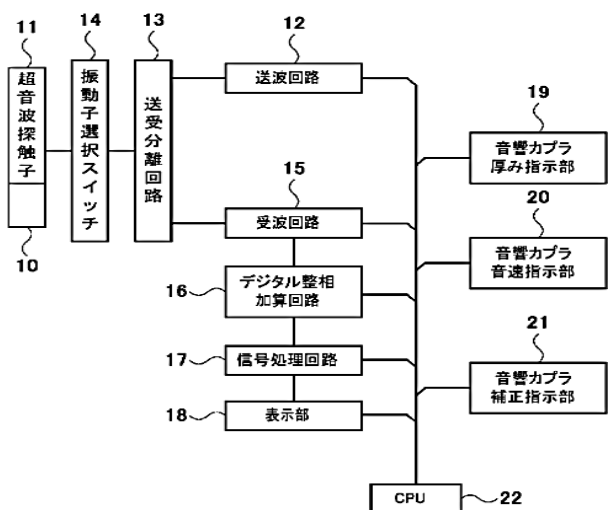 11
14
13
12
超音波探触子
振動子選択スイッチ
送受分離回路
送波回路
19
音響カプラ
厚み指示部
15
受波回路
20
音響カプラ
音速指示部
10
16
デジタル整相
加算回路
21
音響カプラ
補正指示部
17
信号処理回路
18
表示部
CPU
22